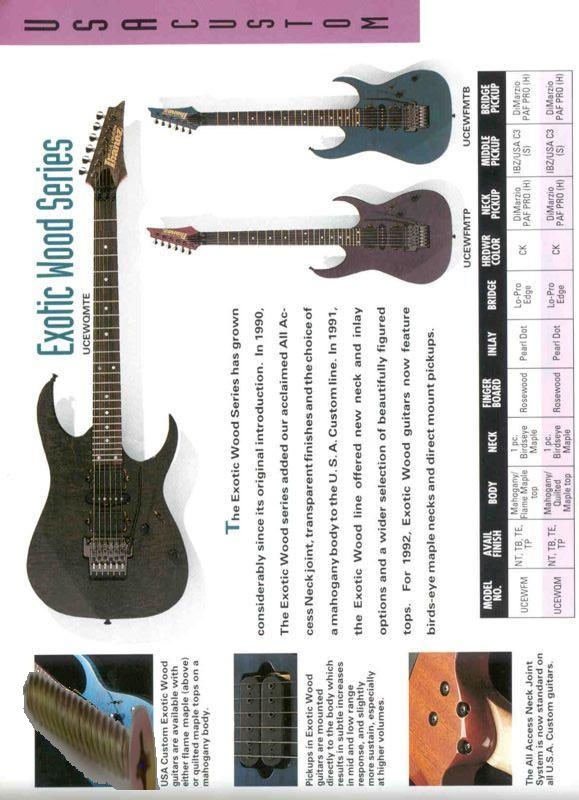 USA CUSTOM
Exotic Wood Series
UCEWQMTE
Ibanez
UCEWFMTP
UCEWFMTB
The Exotic Wood Series has grown
considerably since its original introduction. In 1990,
The Exotic Wood series added our acclaimed All Ac-
cess Neck joint, transparent finishes and the choice of
a mahogany body to the U. S. A. Custom line. In 1991,
the Exotic Wood line offered new neck and inlay
options and a wider selection of beautifully figured
tops. For 1992, Exotic Wood guitars now feature
birds-eye maple necks and direct mount pickups.
USA Custom Exotic Wood
guitars are available with
either flame maple (above)
or quilted maple tops on a
mahogany body.
Pickups in Exotic Wood
guitars are mounted
directly to the body which
results in subtle increases
in mid and low range
response, and slightly
more sustain, especially
at higher volumes.
The All Access Neck Joint
System is now standard on
all U.S.A. Custom guitars.
MODEL NO. AVAIL FINISH BODY NECK FINGER BOARD INLAY BRIDGE HRDWR COLOR NECK PICKUP MIDDLE PICKUP BRIDGE PICKUP
UCEWFM NT, TB, TE, TP Mahogany/ Flame Maple top 1 pc. Birdseye Maple Rosewood Pearl Dot Lo-Pro Edge CK DiMarzio PAF PRO (H) IBZ/USA C3 (S) DiMarzio PAF PRO (H)
UCEWQM NT, TB, TE, TP Mahogany/ Quilted Maple top 1 pc. Birdseye Maple Rosewood Pearl Dot Lo-Pro Edge CK DiMarzio PAF PRO (H) IBZ/USA C3 (S) DiMarzio PAF PRO (H)